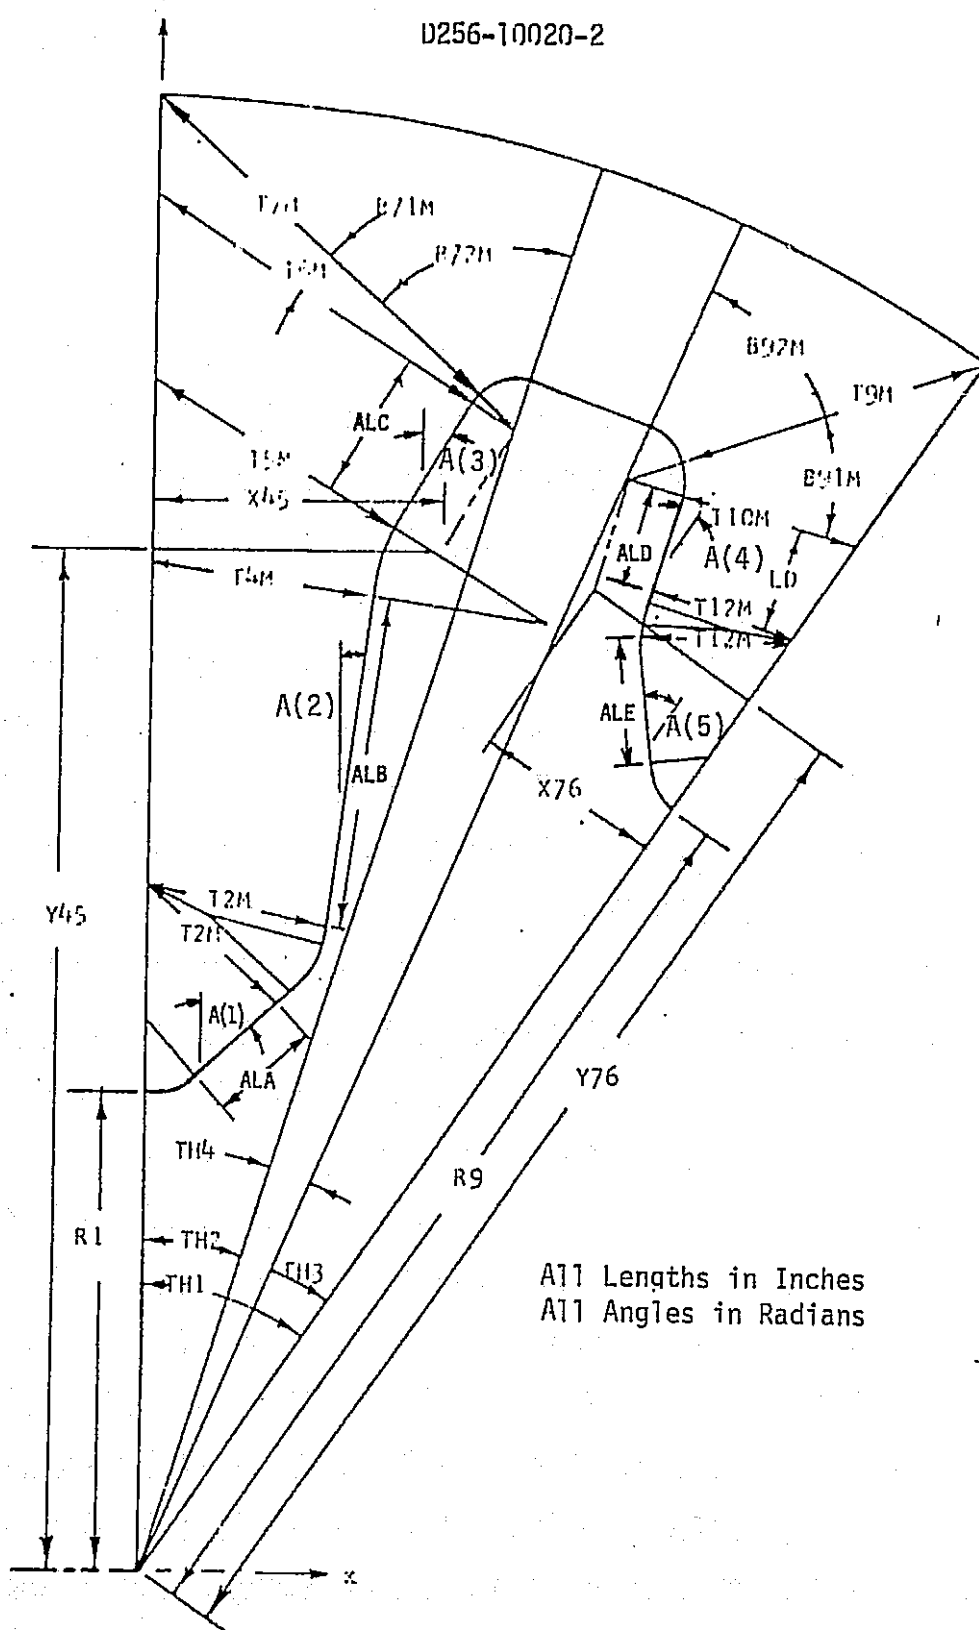 D256-10020-2
T7M
B71M
B72M
T6M
B92M
T9M
ALC
A(3)
T5M
X45
B91M
T10M
ALD
A(4)
LD
T4M
T12M
T12M
A(2)
ALE
A(5)
ALB
X76
Y45
T2M
T2M
A(1)
ALA
Y76
TH4
R9
R1
TH2
TH3
TH1
All Lengths in Inches
All Angles in Radians
x